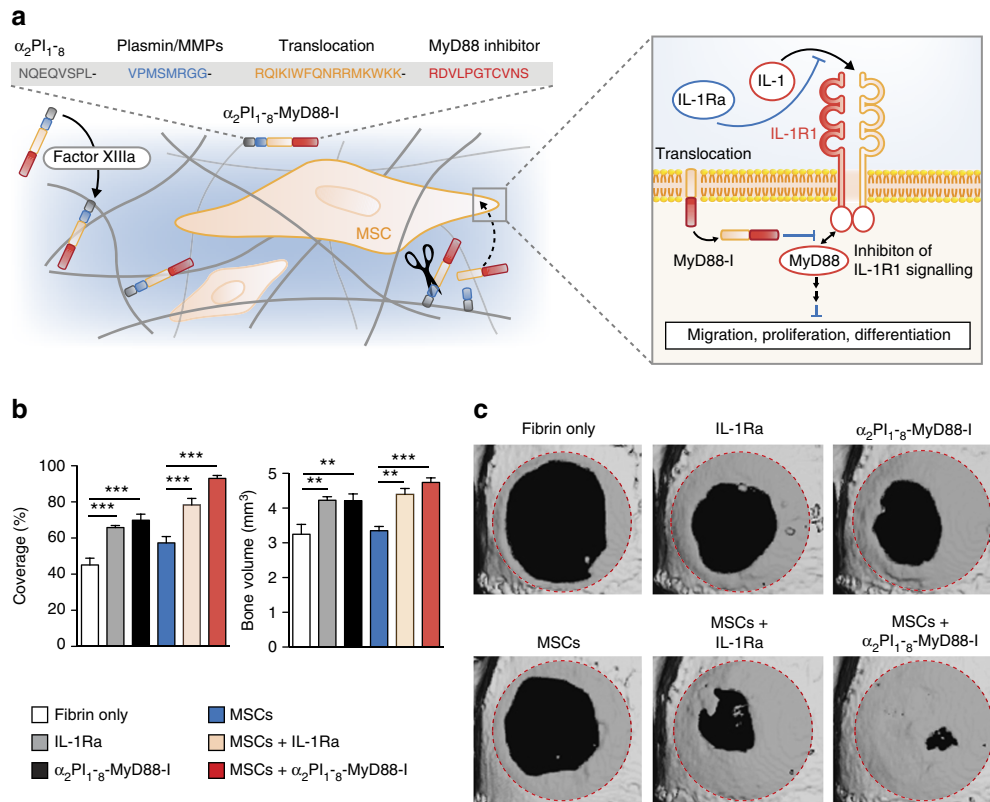 a
α2PI1-8 Plasmin/MMPs Translocation MyD88 inhibitor
NQEQVSPL- VPMSMRGG- RQIKIWFQNRRMKWKK- RDVLPGTCVNS
α2PI1-8-MyD88-I
Factor XIIIa
MSC
IL-1
IL-1Ra
IL-1R1
Translocation
MyD88-I
MyD88
Inhibiton of
IL-1R1 signalling
Migration, proliferation, differentiation
b
Coverage (%)
100
80
60
40
20
0
*** *** *** ***
Bone volume (mm3)
5
4
3
2
1
0
** ** ** ***
Fibrin only
IL-1Ra
α2PI1-8-MyD88-I
MSCs
MSCs + IL-1Ra
MSCs + α2PI1-8-MyD88-I
c
Fibrin only
IL-1Ra
α2PI1-8-MyD88-I
MSCs
MSCs +
IL-1Ra
MSCs +
α2PI1-8-MyD88-I